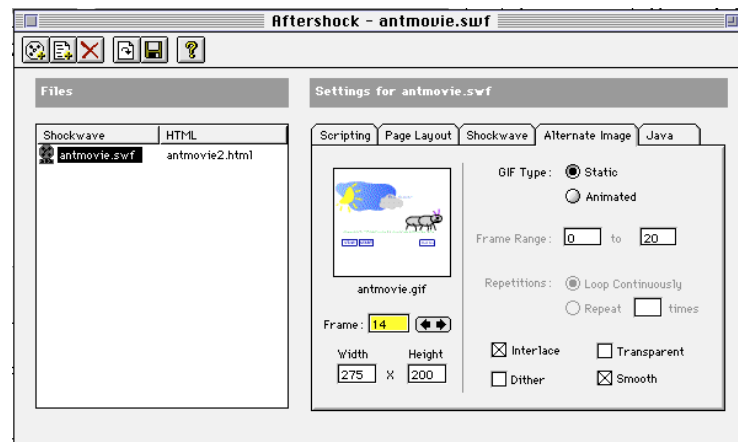 Aftershock - antmovie.swf
Files
Settings for antmovie.swf
Shockwave HTML
antmovie.swf antmovie2.html
Scripting Page Layout Shockwave Alternate Image Java
GIF Type: Static
Animated
Frame Range: 0 to 20
antmovie.gif
Repetitions: Loop Continuously
Repeat times
Frame: 14
Width Height
275 X 200
Interlace Transparent
Dither Smooth